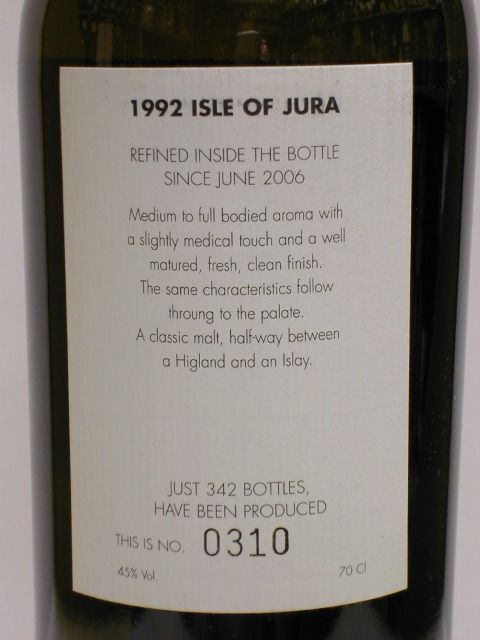 1992 ISLE OF JURA
REFINED INSIDE THE BOTTLE
SINCE JUNE 2006
Medium to full bodied aroma with
a slightly medical touch and a well
matured, fresh, clean finish.
The same characteristics follow
throung to the palate.
A classic malt, half-way between
a Higland and an Islay.
JUST 342 BOTTLES,
HAVE BEEN PRODUCED
THIS IS NO. 0310
45% Vol. 70 Cl